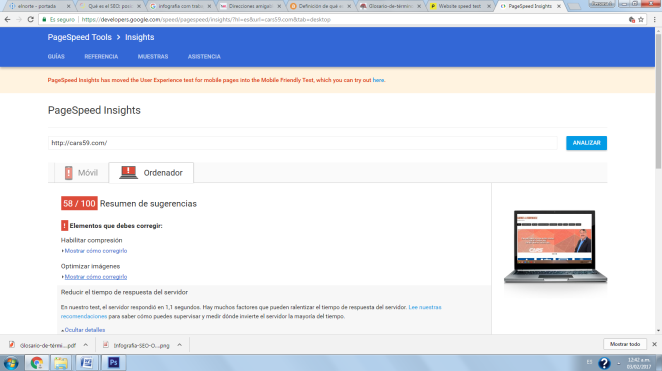 elnorte - portada
Qué es el SEO: posic
infografia com traba
Direcciones amigab
Definición de qué
Glosario-de-términ
Website speed test
PageSpeed Insights
Es seguro
https://developers.google.com/speed/pagespeed/insights/?hl=es&url=cars59.com&tab=desktop
PageSpeed Tools > Insights
GUÍAS REFERENCIA MUESTRAS ASISTENCIA
PageSpeed Insights has moved the User Experience test for mobile pages into the Mobile Friendly Test, which you can try out here.
PageSpeed Insights
http://cars59.com/
ANALIZAR
Móvil
Ordenador
58 / 100 Resumen de sugerencias
! Elementos que debes corregir:
Habilitar compresión
Mostrar cómo corregirlo
Optimizar imágenes
Mostrar cómo corregirlo
Reducir el tiempo de respuesta del servidor
En nuestro test, el servidor respondió en 1,1 segundos. Hay muchos factores que pueden ralentizar el tiempo de respuesta del servidor. Lee nuestras
recomendaciones para saber cómo puedes supervisar y medir dónde invierte el servidor la mayoría del tiempo.
Ocultar detalles
Glosario-de-térmi....pdf
Infografía-SEO-O....png
Mostrar todo
ES
12:42 a.m.
03/02/2017